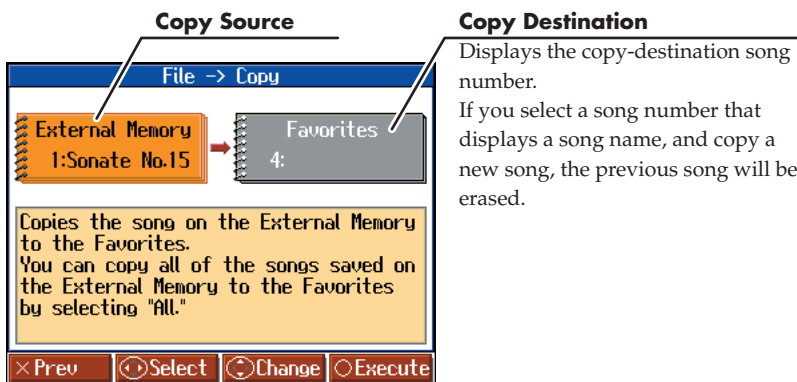 Copy Source
Copy Destination
Displays the copy-destination song
number.
If you select a song number that
displays a song name, and copy a
new song, the previous song will be
erased.
File -> Copy
External Memory
1:Sonate No.15
Favorites
4:
Copies the song on the External Memory
to the Favorites.
You can copy all of the songs saved on
the External Memory to the Favorites
by selecting "All."
×Prev Select Change ○Execute